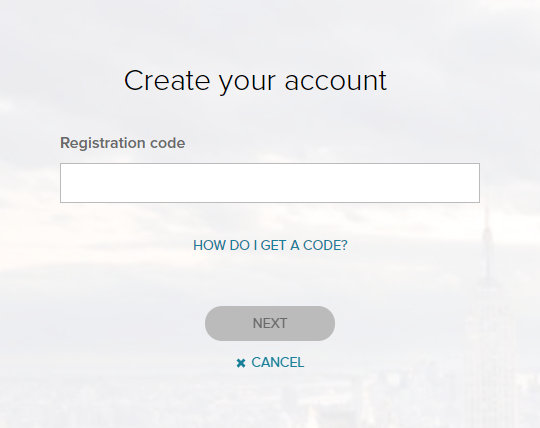 Create your account
Registration code
HOW DO I GET A CODE?
NEXT
✖ CANCEL